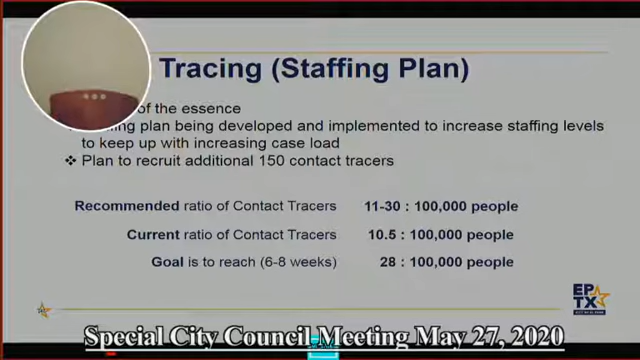 Tracing (Staffing Plan)
of the essence
plan being developed and implemented to increase staffing levels
to keep up with increasing case load
❖ Plan to recruit additional 150 contact tracers
Recommended ratio of Contact Tracers 11-30 : 100,000 people
Current ratio of Contact Tracers 10.5 : 100,000 people
Goal is to reach (6-8 weeks) 28 : 100,000 people
EP
TX
Special City Council Meeting May 27, 2020